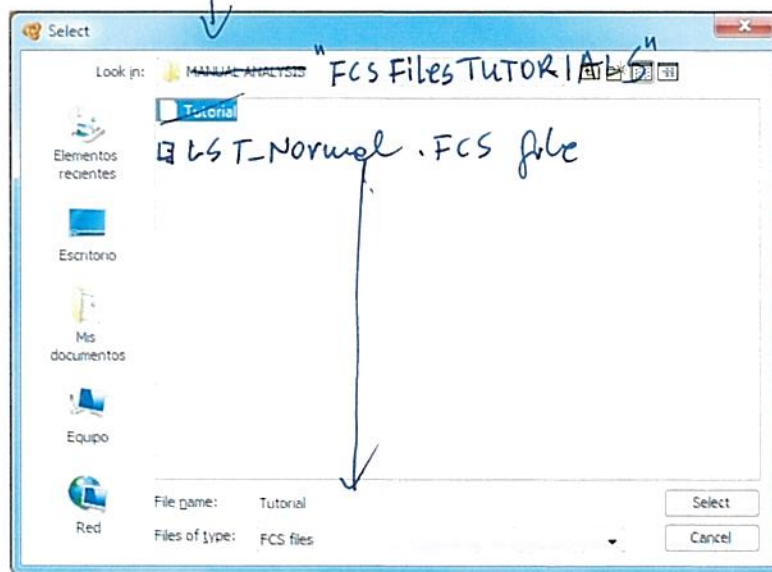 Select
Look in: MANUAL ANALYSIS "FCS Files TUTORIALS"
Tutorial
LST_Normal .FCS file
Elementos
recientes
Escritorio
Mis
documentos
Equipo
Red
File name: Tutorial Select
Files of type: FCS files Cancel